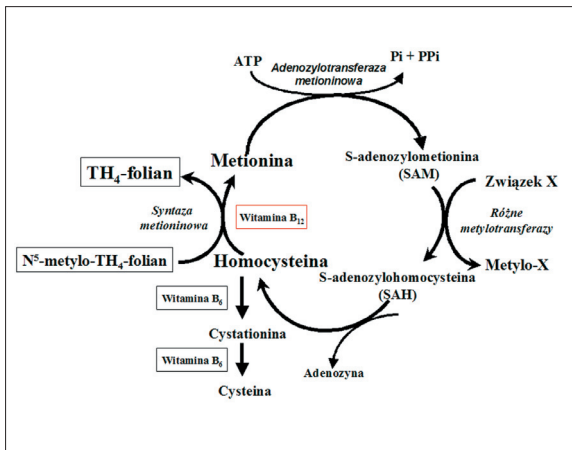 ATP
Adenozylotransferaza
metioninowa
Pi + PPi
Metionina
S-adenozylometionina
(SAM)
TH₄-folian
Związek X
Syntaza
metioninowa
Witamina B₁₂
Różne
metylotransferazy
N⁵-metylo-TH₄-folian
Homocysteina
Metylo-X
S-adenozylohomocysteina
(SAH)
Witamina B₆
Cystationina
Witamina B₆
Adenozyna
Cysteina